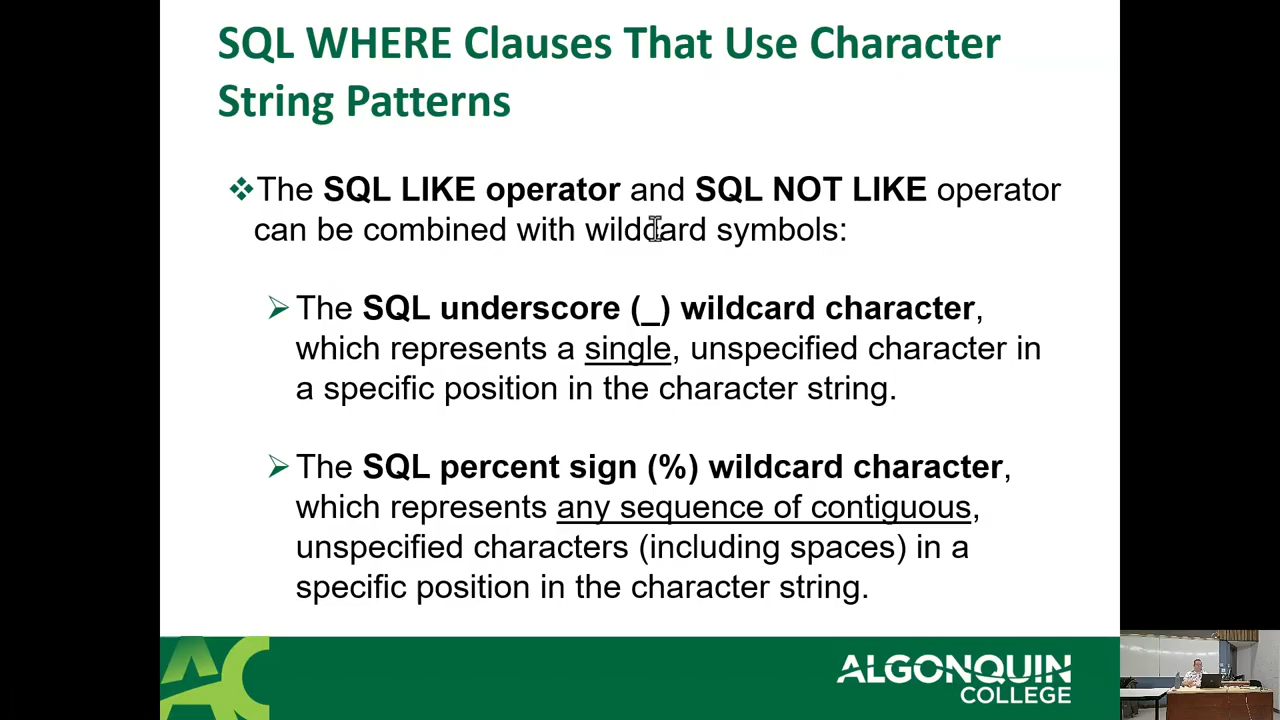 SQL WHERE Clauses That Use Character
String Patterns
The SQL LIKE operator and SQL NOT LIKE operator
can be combined with wildcard symbols:
The SQL underscore (_) wildcard character,
which represents a single, unspecified character in
a specific position in the character string.
The SQL percent sign (%) wildcard character,
which represents any sequence of contiguous,
unspecified characters (including spaces) in a
specific position in the character string.
AC
ALGONQUIN
COLLEGE